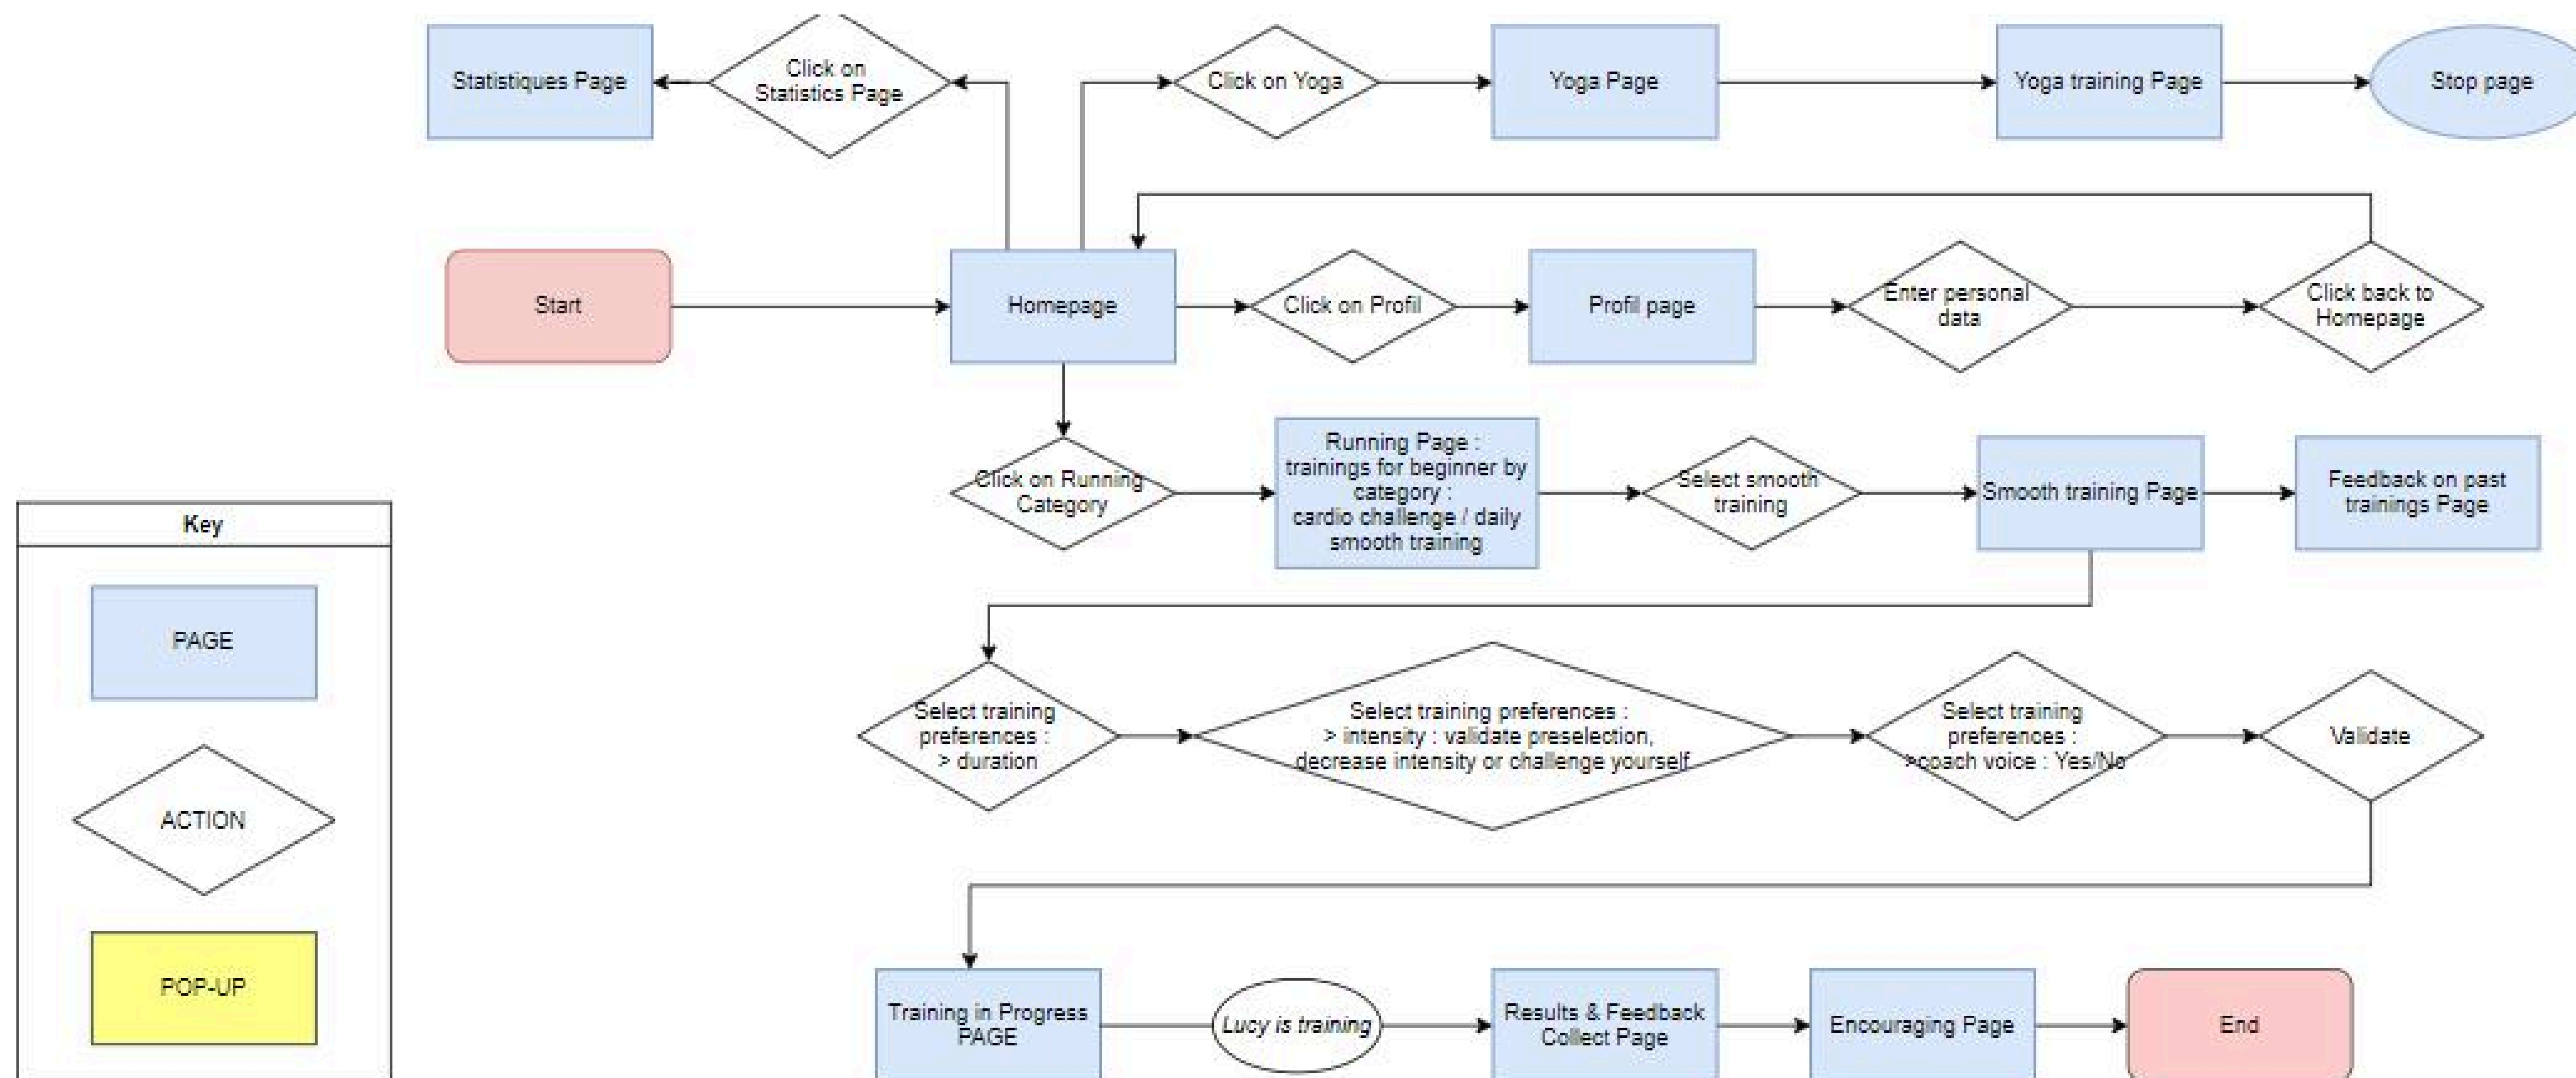 Statistiques Page
Click on
Statistics Page
Click on Yoga
Yoga Page
Yoga training Page
Stop page
Start
Homepage
Click on Profil
Profil page
Enter personal
data
Click back to
Homepage
Click on Running
Category
Running Page :
trainings for beginner by
category :
cardio challenge / daily
smooth training
Select smooth
training
Smooth training Page
Feedback on past
trainings Page
Key
PAGE
ACTION
POP-UP
Select training
preferences :
> duration
Select training preferences :
> intensity : validate preselection,
decrease intensity or challenge yourself
Select training
preferences :
>coach voice : Yes/No
Validate
Training in Progress
PAGE
Lucy is training
Results & Feedback
Collect Page
Encouraging Page
End